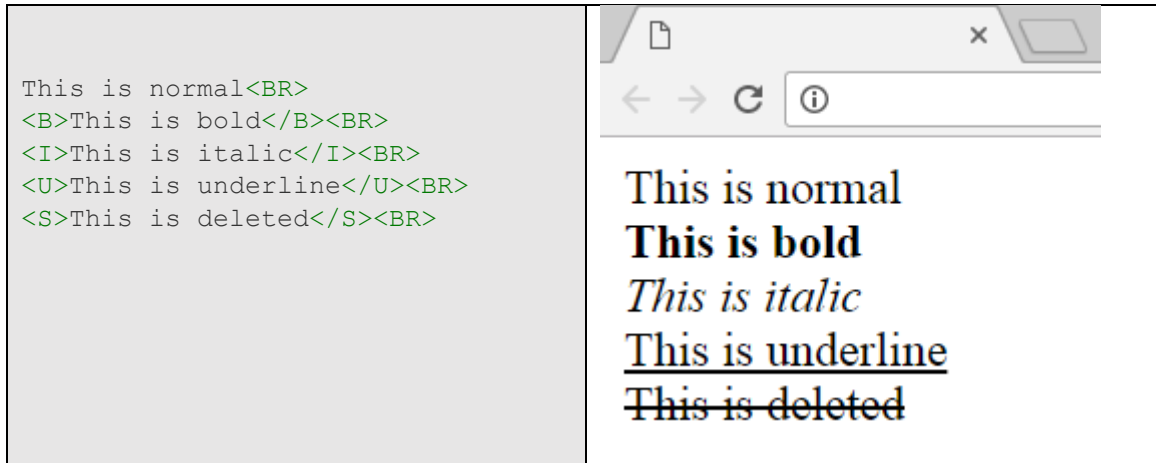 This is normal<BR>
<B>This is bold</B><BR>
<I>This is italic</I><BR>
<U>This is underline</U><BR>
<S>This is deleted</S><BR>
This is normal
This is bold
This is italic
This is underline
This is deleted